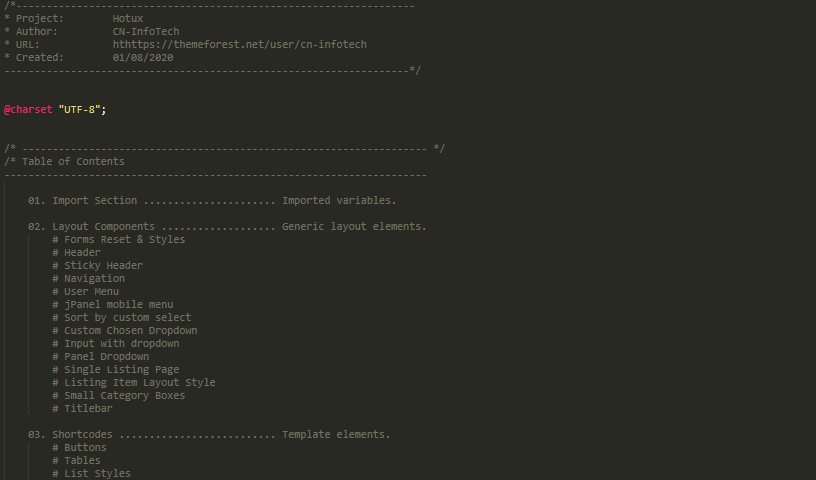 /*------------------------------------------------------------------
* Project: Hotux
* Author: CN-InfoTech
* URL: hthttps://themeforest.net/user/cn-infotech
* Created: 01/08/2020
-------------------------------------------------------------------*/
@charset "UTF-8";
/* ------------------------------------------------------------------- */
/* Table of Contents
----------------------------------------------------------------------
01. Import Section ...................... Imported variables.
02. Layout Components ................... Generic layout elements.
# Forms Reset & Styles
# Header
# Sticky Header
# Navigation
# User Menu
# jPanel mobile menu
# Sort by custom select
# Custom Chosen Dropdown
# Input with dropdown
# Panel Dropdown
# Single Listing Page
# Listing Item Layout Style
# Small Category Boxes
# Titlebar
03. Shortcodes .......................... Template elements.
# Buttons
# Tables
# List Styles